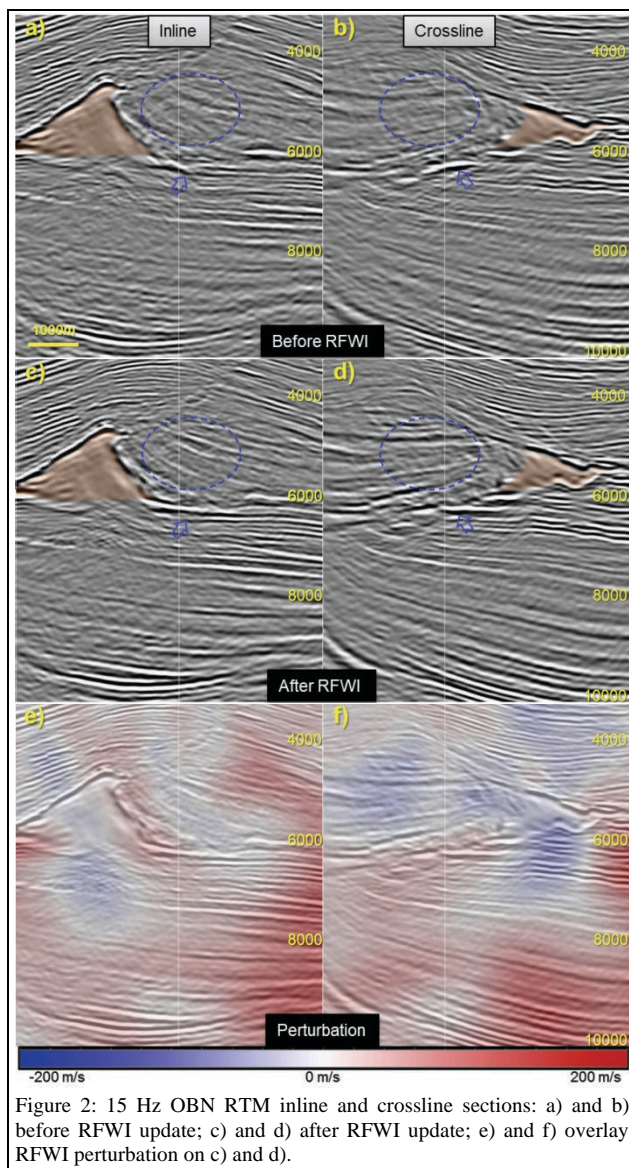 a)
Inline
b)
Crossline
4000
4000
6000
6000
8000
8000
1000m
Before RFWI
10000
c)
d)
4000
4000
6000
6000
8000
8000
After RFWI
10000
e)
f)
4000
4000
6000
6000
8000
8000
Perturbation
10000
-200 m/s
0 m/s
200 m/s
Figure 2: 15 Hz OBN RTM inline and crossline sections: a) and b)
before RFWI update; c) and d) after RFWI update; e) and f) overlay
RFWI perturbation on c) and d).